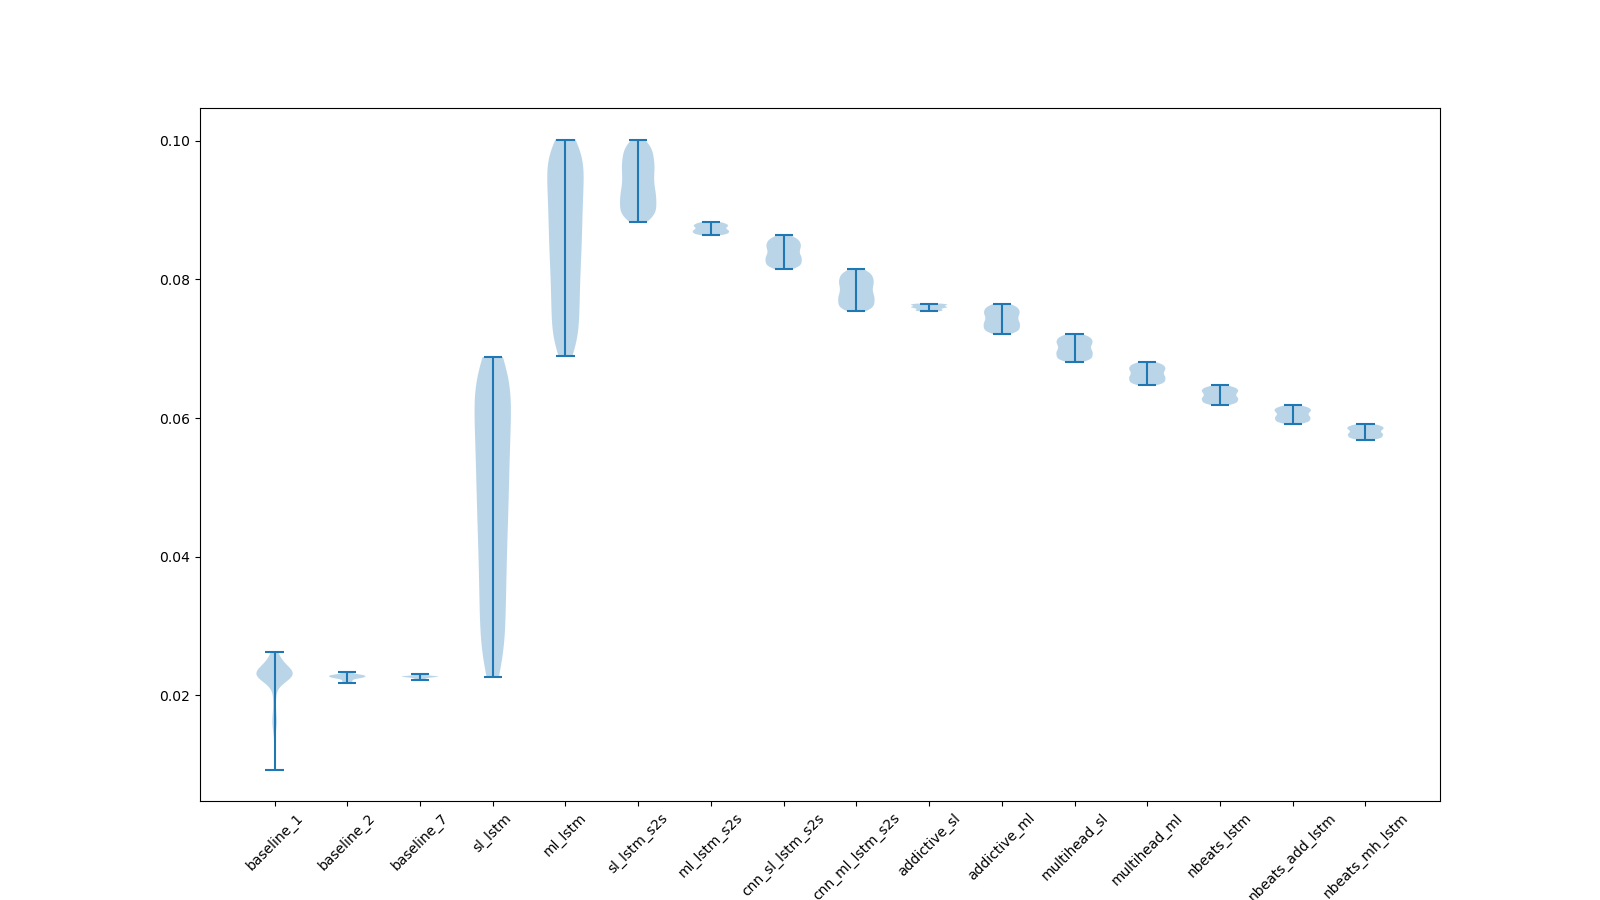 0.10
0.08
0.06
0.04
0.02
baseline_1
baseline_2
baseline_7
sl_lstm
ml_lstm
sl_lstm_s2s
ml_lstm_s2s
cnn_sl_lstm_s2s
cnn_ml_lstm_s2s
addictive_sl
addictive_ml
multihead_sl
multihead_ml
nbeats_lstm
nbeats_add_lstm
nbeats_mh_lstm